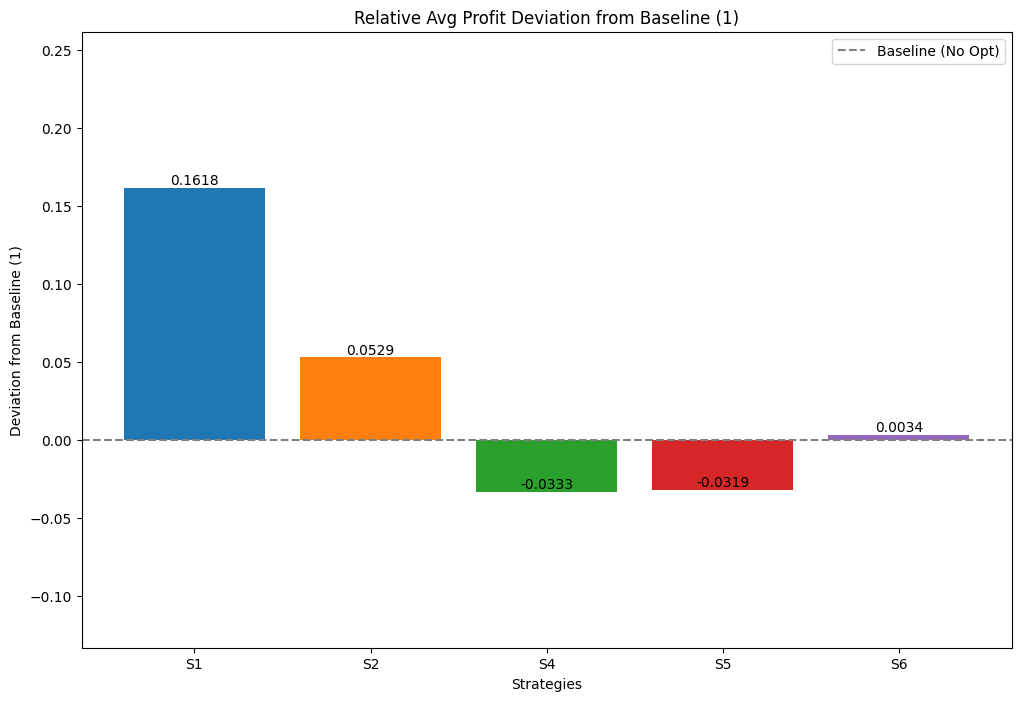 Relative Avg Profit Deviation from Baseline (1)
Baseline (No Opt)
Deviation from Baseline (1)
0.25
0.20
0.15
0.10
0.05
0.00
−0.05
−0.10
0.1618
0.0529
-0.0333
-0.0319
0.0034
S1 S2 S4 S5 S6
Strategies